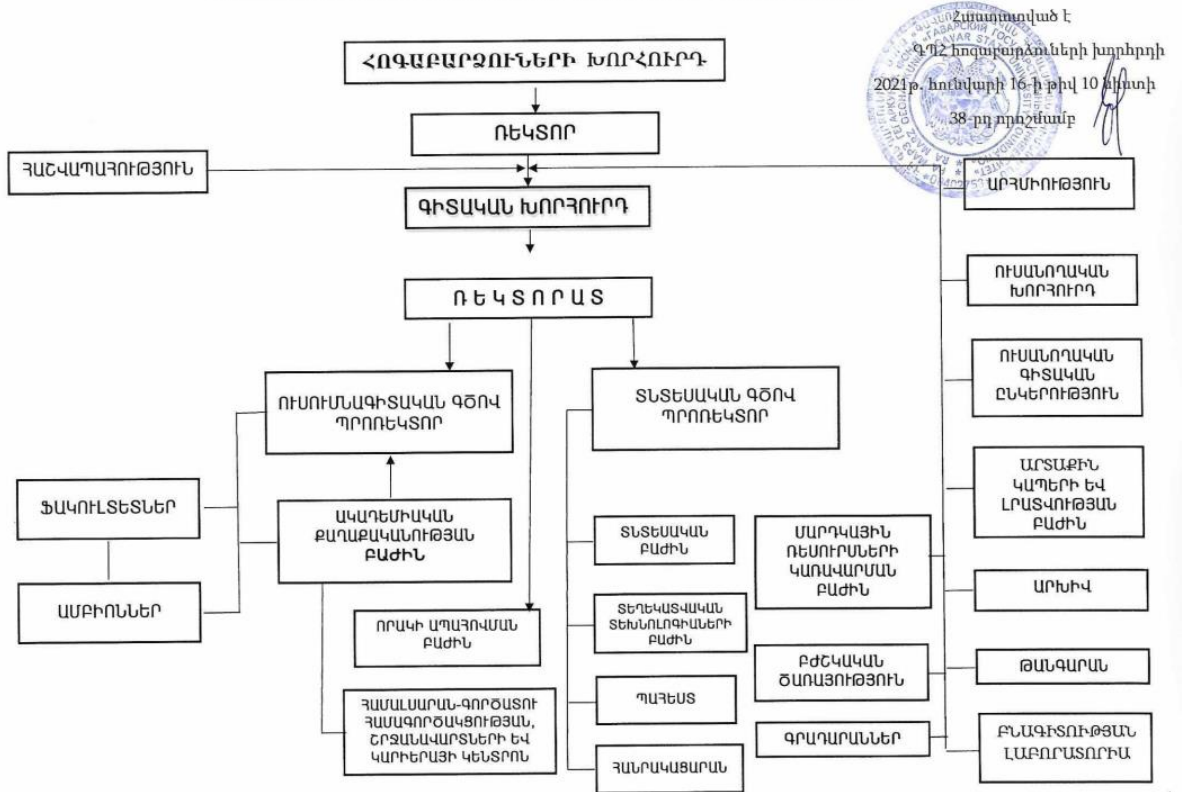 Հաստատված է
ԳՊՀ հոգաբարձուների խորհրդի
2021թ. հունվարի 16-ի թիվ 10 նիստի
38-րդ որոշմամբ
ՀՈԳԱԲԱՐՁՈՒՆԵՐԻ ԽՈՐՀՈՒՐԴ
ՌԵԿՏՈՐ
ՀԱՇՎԱՊԱՀՈՒԹՅՈՒՆ
ԳԻՏԱԿԱՆ ԽՈՐՀՈՒՐԴ
ՌԵԿՏՈՐԱՏ
ՈՒՍՈՒՄՆԱԳԻՏԱԿԱՆ ԳԾՈՎ
ՊՐՈՌԵԿՏՈՐ
ՏՆՏԵՍԱԿԱՆ ԳԾՈՎ
ՊՐՈՌԵԿՏՈՐ
ՖԱԿՈՒԼՏԵՏՆԵՐ
ԱՄԲԻՈՆՆԵՐ
ԱԿԱԴԵՄԻԱԿԱՆ
ՔԱՂԱՔԱԿԱՆՈՒԹՅԱՆ
ԲԱԺԻՆ
ՈՐԱԿԻ ԱՊԱՀՈՎՄԱՆ
ԲԱԺԻՆ
ՀԱՄԱԼՍԱՐԱՆ-ԳՈՐԾԱՏՈՒ
ՀԱՄԱԳՈՐԾԱԿՑՈՒԹՅԱՆ,
ՇՐՋԱՆԱՎԱՐՏՆԵՐԻ ԵՎ
ԿԱՐԻԵՐԱՅԻ ԿԵՆՏՐՈՆ
ՏՆՏԵՍԱԿԱՆ
ԲԱԺԻՆ
ՏԵՂԵԿԱՏՎԱԿԱՆ
ՏԵԽՆՈԼՈԳԻԱՆԵՐԻ
ԲԱԺԻՆ
ՊԱՀԵՍՏ
ՀԱՆՐԱԿԱՑԱՐԱՆ
ՄԱՐԴԿԱՅԻՆ
ՌԵՍՈՒՐՍՆԵՐԻ
ԿԱՌԱՎԱՐՄԱՆ
ԲԱԺԻՆ
ԲԺՇԿԱԿԱՆ
ԾԱՌԱՅՈՒԹՅՈՒՆ
ԳՐԱԴԱՐԱՆՆԵՐ
ԱՐՀՄԻՈՒԹՅՈՒՆ
ՈՒՍԱՆՈՂԱԿԱՆ
ԽՈՐՀՈՒՐԴ
ՈՒՍԱՆՈՂԱԿԱՆ
ԳԻՏԱԿԱՆ
ԸՆԿԵՐՈՒԹՅՈՒՆ
ԱՐՏԱՔԻՆ
ԿԱՊԵՐԻ ԵՎ
ԼՐԱՏՎՈՒԹՅԱՆ
ԲԱԺԻՆ
ԱՐԽԻՎ
ԹԱՆԳԱՐԱՆ
ԲՆԱԳԻՏՈՒԹՅԱՆ
ԼԱԲՈՐԱՏՈՐԻԱ